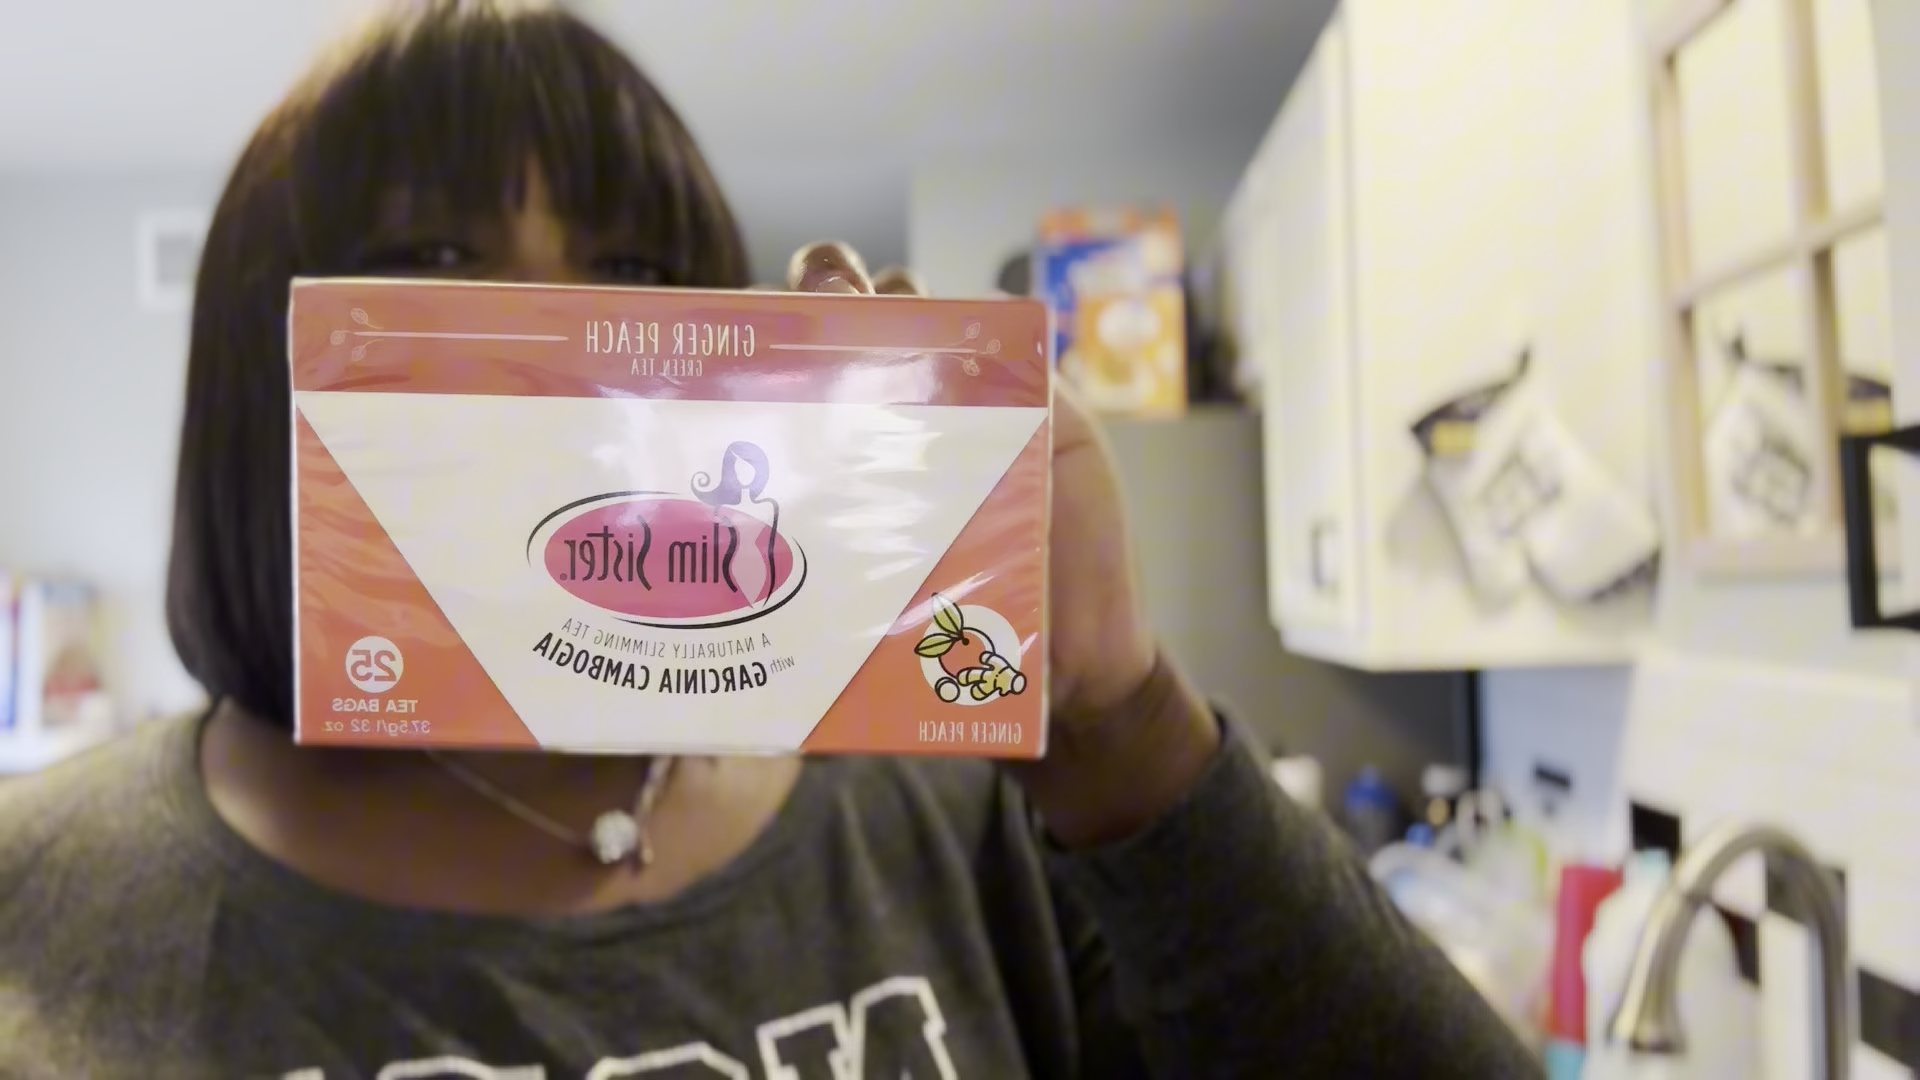 GINGER PEACH
GREEN TEA
Slim Sister®
A NATURALLY SLIMMING TEA
with GARCINIA CAMBOGIA
GINGER PEACH
25
TEA BAGS
37.5g/1.32 oz.